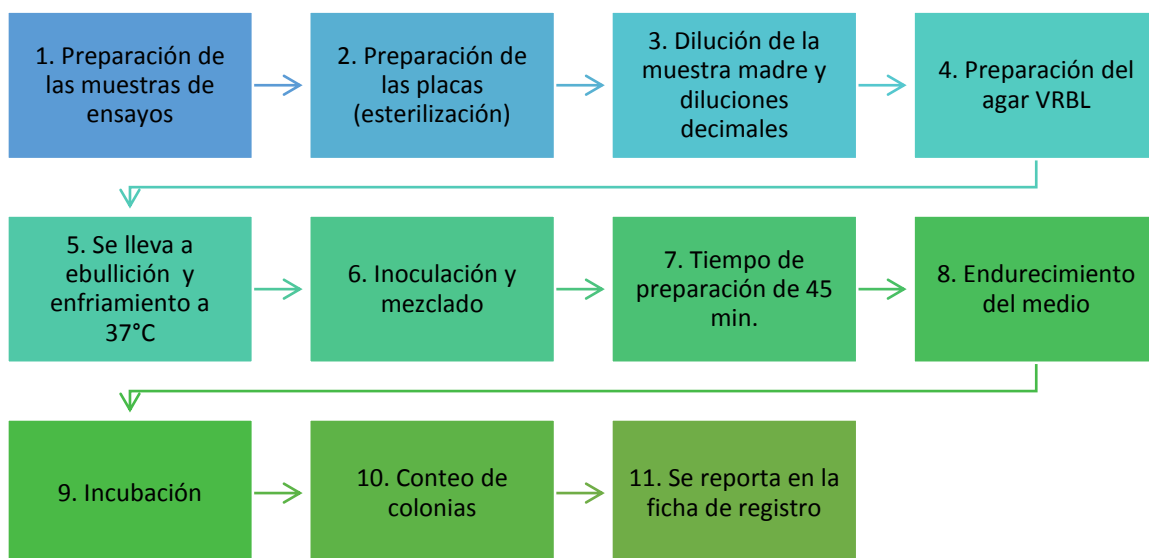 1. Preparación de
las muestras de
ensayos
2. Preparación de
las placas
(esterilización)
3. Dilución de la
muestra madre y
diluciones
decimales
4. Preparación del
agar VRBL
5. Se lleva a
ebullición y
enfriamiento a
37°C
6. Inoculación y
mezclado
7. Tiempo de
preparación de 45
min.
8. Endurecimiento
del medio
9. Incubación
10. Conteo de
colonias
11. Se reporta en la
ficha de registro